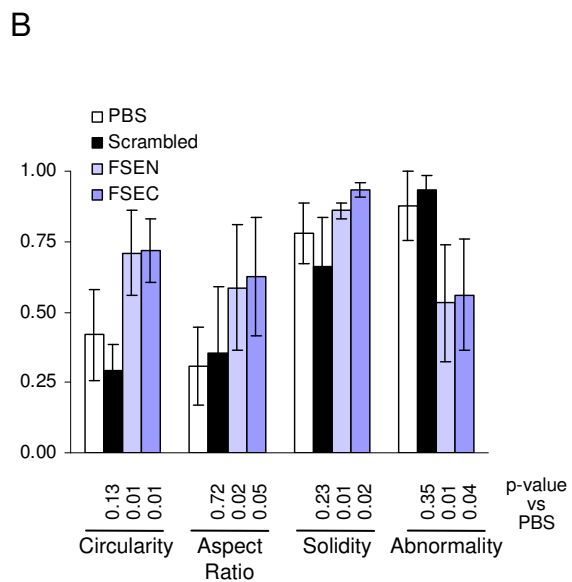 B
PBS
Scrambled
FSEN
FSEC
1.00
0.75
0.50
0.25
0.00
0.13 0.01 0.01 0.72 0.02 0.05 0.23 0.01 0.02 0.35 0.01 0.04
p-value
vs
PBS
Circularity Aspect Solidity Abnormality
Ratio